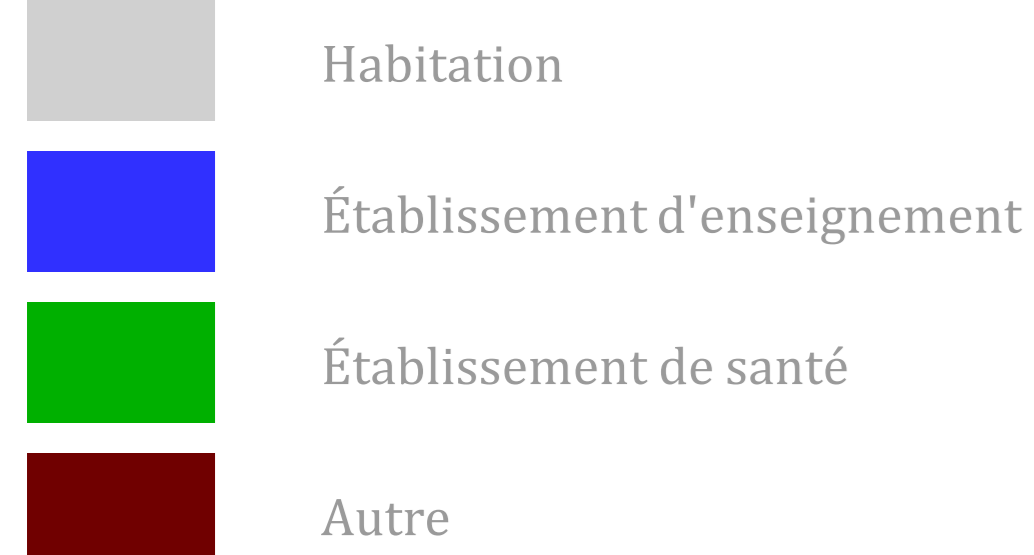 Habitation
Établissement d'enseignement
Établissement de santé
Autre